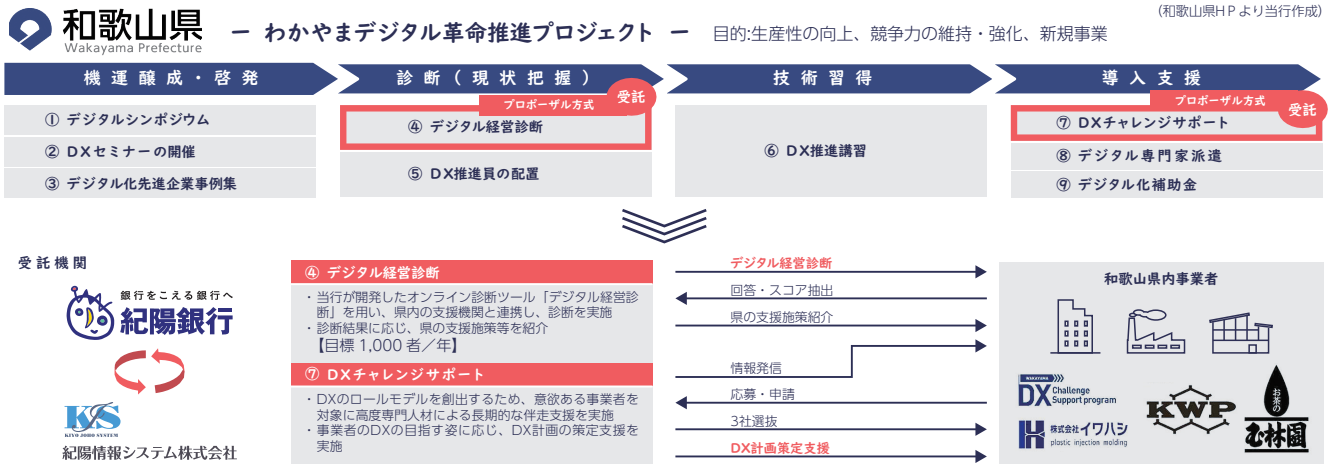 (和歌山県HPより当行作成)
和歌山県
Wakayama Prefecture
― わかやまデジタル革命推進プロジェクト ―
目的:生産性の向上、競争力の維持・強化、新規事業
機運醸成・啓発
① デジタルシンポジウム
② DXセミナーの開催
③ デジタル化先進企業事例集
診断(現状把握)
プロポーザル方式
受託
④ デジタル経営診断
⑤ DX推進員の配置
技術習得
⑥ DX推進講習
導入支援
プロポーザル方式
受託
⑦ DXチャレンジサポート
⑧ デジタル専門家派遣
⑨ デジタル化補助金
受託機関
銀行をこえる銀行へ
紀陽銀行
KJS
KIYO JOHO SYSTEM
紀陽情報システム株式会社
④ デジタル経営診断
・当行が開発したオンライン診断ツール「デジタル経営診
断」を用い、県内の支援機関と連携し、診断を実施
・診断結果に応じ、県の支援施策等を紹介
【目標 1,000 者/年】
⑦ DXチャレンジサポート
・DXのロールモデルを創出するため、意欲ある事業者を
対象に高度専門人材による長期的な伴走支援を実施
・事業者のDXの目指す姿に応じ、DX計画の策定支援を
実施
デジタル経営診断
回答・スコア抽出
県の支援施策紹介
情報発信
応募・申請
3社選抜
DX計画策定支援
和歌山県内事業者
WAKAYAMA
DX Challenge
Support program
株式会社イワハシ
plastic injection molding
KWP
お茶の
む林園